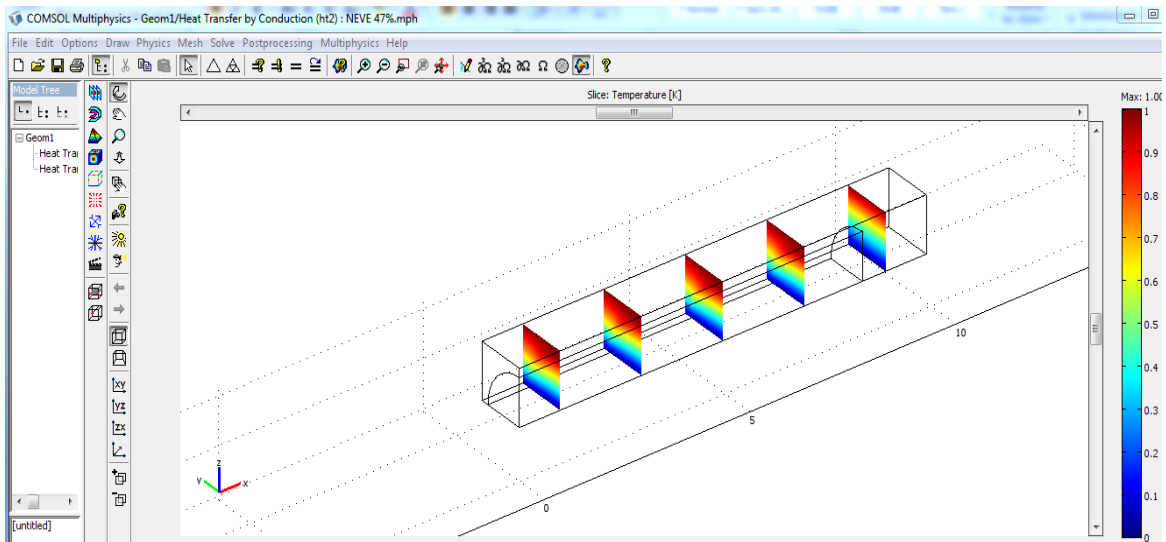 COMSOL Multiphysics - Geom1/Heat Transfer by Conduction (ht2) : NEVE 47%.mph
File Edit Options Draw Physics Mesh Solve Postprocessing Multiphysics Help
Model Tree
Geom1
Heat Tra
Heat Tra
[untitled]
Slice: Temperature [K]
Max: 1.00
1
0.9
0.8
0.7
0.6
0.5
0.4
0.3
0.2
0.1
0
10
5
0
z
y
x
xy
yz
zx